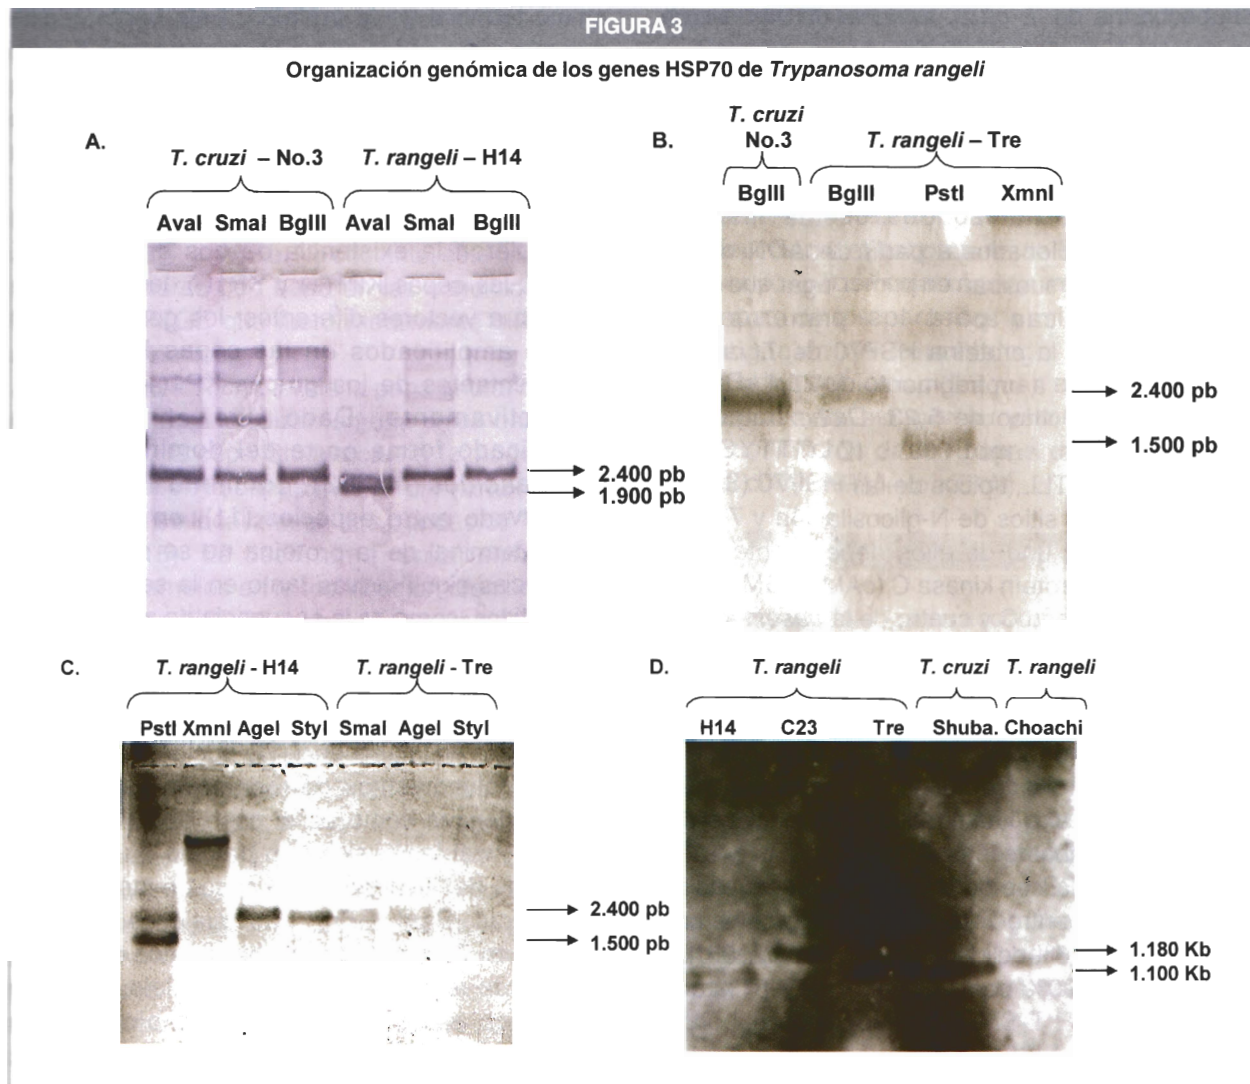 FIGURA 3
Organización genómica de los genes HSP70 de Trypanosoma rangeli
A.
T. cruzi – No.3
T. rangeli – H14
AvaI SmaI BglII AvaI SmaI BglII
2.400 pb
1.900 pb
B.
T. cruzi
No.3
T. rangeli – Tre
BglII BglII PstI XmnI
2.400 pb
1.500 pb
C.
T. rangeli - H14
T. rangeli - Tre
PstI XmnI AgeI StyI SmaI AgeI StyI
2.400 pb
1.500 pb
D.
T. rangeli
T. cruzi
T. rangeli
H14 C23 Tre Shuba. Choachi
1.180 Kb
1.100 Kb